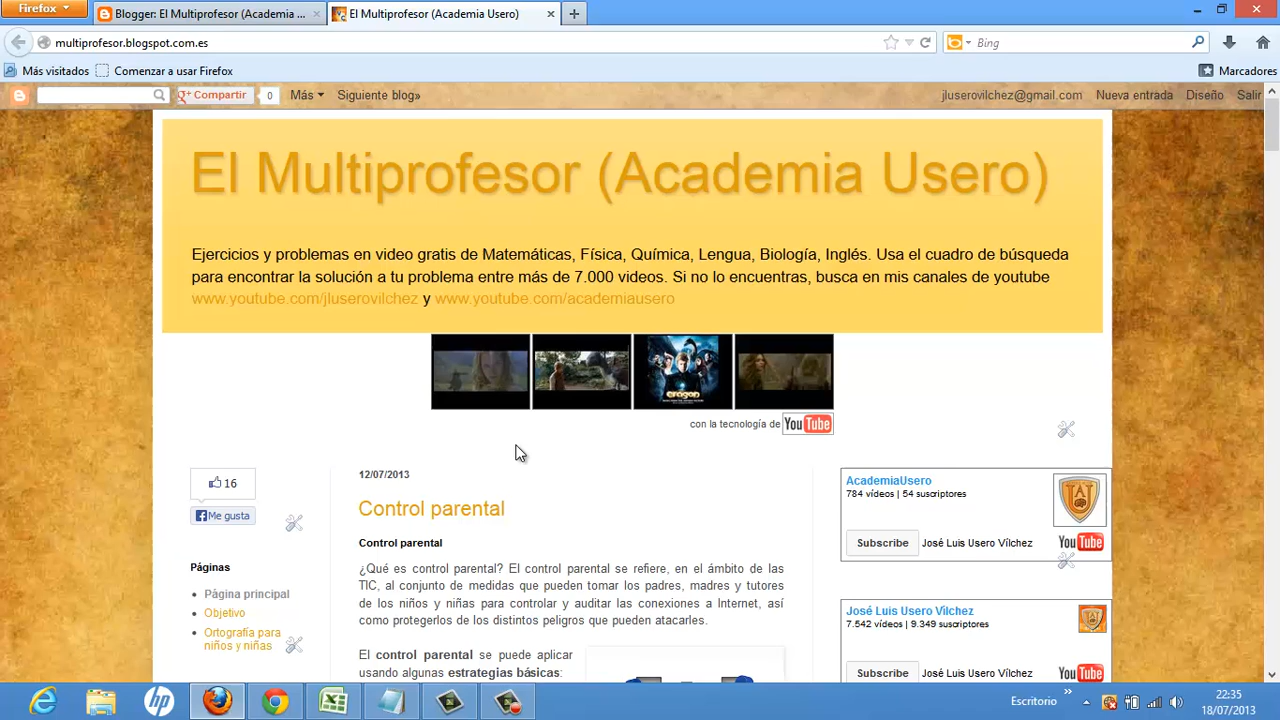 Firefox
Blogger: El Multiprofesor (Academia ...
El Multiprofesor (Academia Usero)
multiprofesor.blogspot.com.es
Bing
Más visitados
Comenzar a usar Firefox
Marcadores
g+ Compartir
0
Más
Siguiente blog»
jluserovilchez@gmail.com
Nueva entrada
Diseño
Salir
El Multiprofesor (Academia Usero)
Ejercicios y problemas en video gratis de Matemáticas, Física, Química, Lengua, Biología, Inglés. Usa el cuadro de búsqueda
para encontrar la solución a tu problema entre más de 7.000 videos. Si no lo encuentras, busca en mis canales de youtube
www.youtube.com/jluserovilchez y www.youtube.com/academiausero
eragon
con la tecnología de YouTube
16
Me gusta
Páginas
Página principal
Objetivo
Ortografía para
niños y niñas
12/07/2013
Control parental
Control parental
¿Qué es control parental? El control parental se refiere, en el ámbito de las
TIC, al conjunto de medidas que pueden tomar los padres, madres y tutores
de los niños y niñas para controlar y auditar las conexiones a Internet, así
como protegerlos de los distintos peligros que pueden atacarles.
El control parental se puede aplicar
usando algunas estrategias básicas:
AcademiaUsero
784 vídeos | 54 suscriptores
Subscribe
José Luis Usero Vílchez
YouTube
José Luis Usero Vílchez
7.542 vídeos | 9.349 suscriptores
Subscribe
José Luis Usero Vílchez
YouTube
hp
Escritorio
22:35
18/07/2013